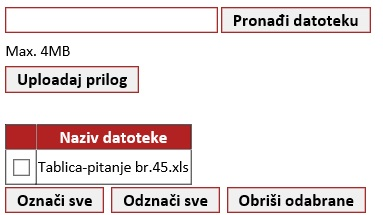 Pronađi datoteku
Max. 4MB
Uploadaj prilog
Naziv datoteke
Tablica-pitanje br.45.xls
Označi sve Odznači sve Obriši odabrane